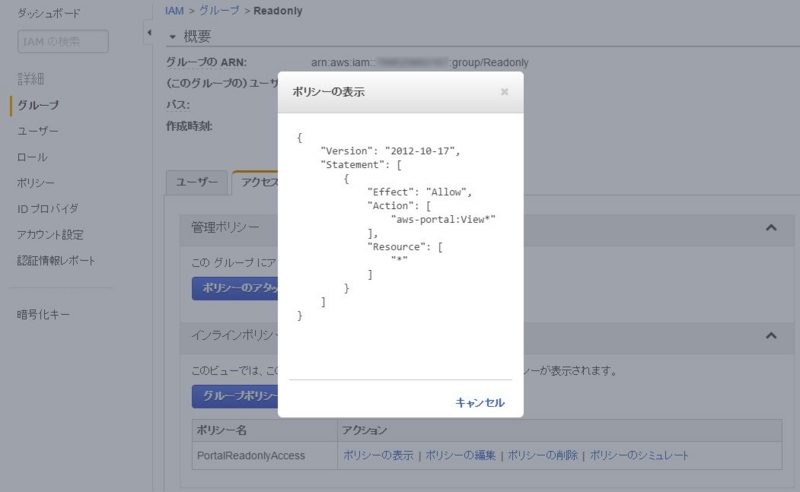 ダッシュボード
IAM の検索
詳細
グループ
ユーザー
ロール
ポリシー
ID プロバイダ
アカウント設定
認証情報レポート
暗号化キー
IAM > グループ > Readonly
概要
グループの ARN: arn:aws:iam:: :group/Readonly
(このグループの) ユーザ
パス:
作成時刻:
ユーザー アクセス
管理ポリシー
この グループ にア
ポリシーのアタッ
インラインポリシー
このビューでは、この シーが表示されます。
グループポリシー
ポリシー名 アクション
PortalReadonlyAccess ポリシーの表示 | ポリシーの編集 | ポリシーの削除 | ポリシーのシミュレート
ポリシーの表示 ×
{
"Version": "2012-10-17",
"Statement": [
{
"Effect": "Allow",
"Action": [
"aws-portal:View*"
],
"Resource": [
"*"
]
}
]
}
キャンセル